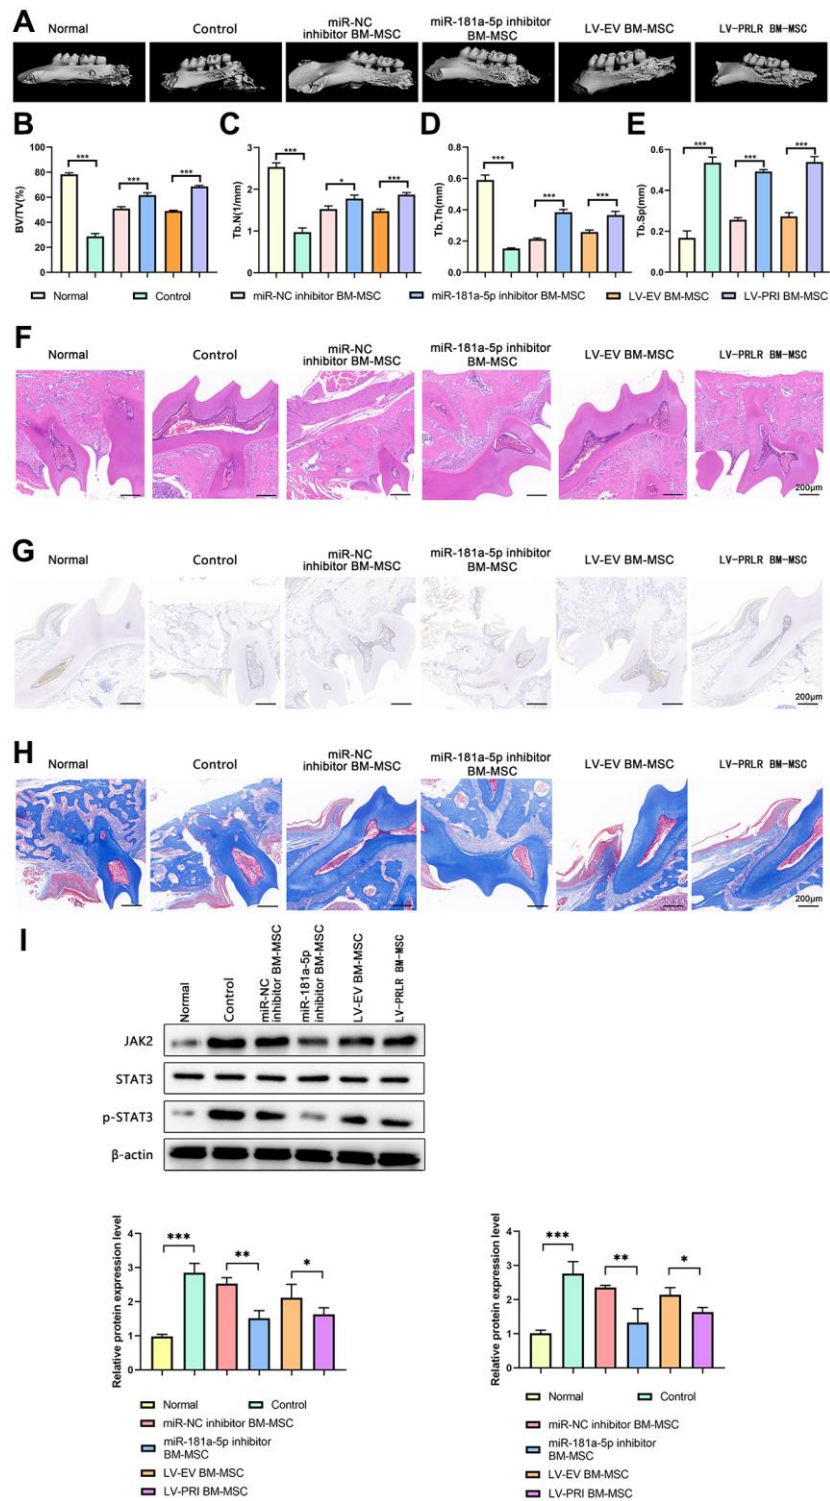 A
Normal
Control
miR-NC
inhibitor BM-MSC
miR-181a-5p inhibitor
BM-MSC
LV-EV BM-MSC
LV-PRLR BM-MSC
B
C
D
E
BV/TV(%)
100
80
60
40
20
0
***
***
***
Tb.N(1/mm)
3
2
1
0
***
*
***
Tb.Th(mm)
0.8
0.6
0.4
0.2
0.0
***
***
***
Tb.Sp(mm)
0.6
0.4
0.2
0.0
***
***
***
Normal
Control
miR-NC inhibitor BM-MSC
miR-181a-5p inhibitor BM-MSC
LV-EV BM-MSC
LV-PRI BM-MSC
F
Normal
Control
miR-NC
inhibitor BM-MSC
miR-181a-5p inhibitor
BM-MSC
LV-EV BM-MSC
LV-PRLR BM-MSC
200μm
G
Normal
Control
miR-NC
inhibitor BM-MSC
miR-181a-5p inhibitor
BM-MSC
LV-EV BM-MSC
LV-PRLR BM-MSC
200μm
H
Normal
Control
miR-NC
inhibitor BM-MSC
miR-181a-5p inhibitor
BM-MSC
LV-EV BM-MSC
LV-PRLR BM-MSC
200μm
I
Normal
Control
miR-NC
inhibitor BM-MSC
miR-181a-5p
inhibitor BM-MSC
LV-EV BM-MSC
LV-PRLR BM-MSC
JAK2
STAT3
p-STAT3
β-actin
Relative protein expression level
4
3
2
1
0
***
**
*
Normal
Control
miR-NC inhibitor BM-MSC
miR-181a-5p inhibitor
BM-MSC
LV-EV BM-MSC
LV-PRI BM-MSC
Relative protein expression level
4
3
2
1
0
***
**
*
Normal
Control
miR-NC inhibitor BM-MSC
miR-181a-5p inhibitor
BM-MSC
LV-EV BM-MSC
LV-PRI BM-MSC